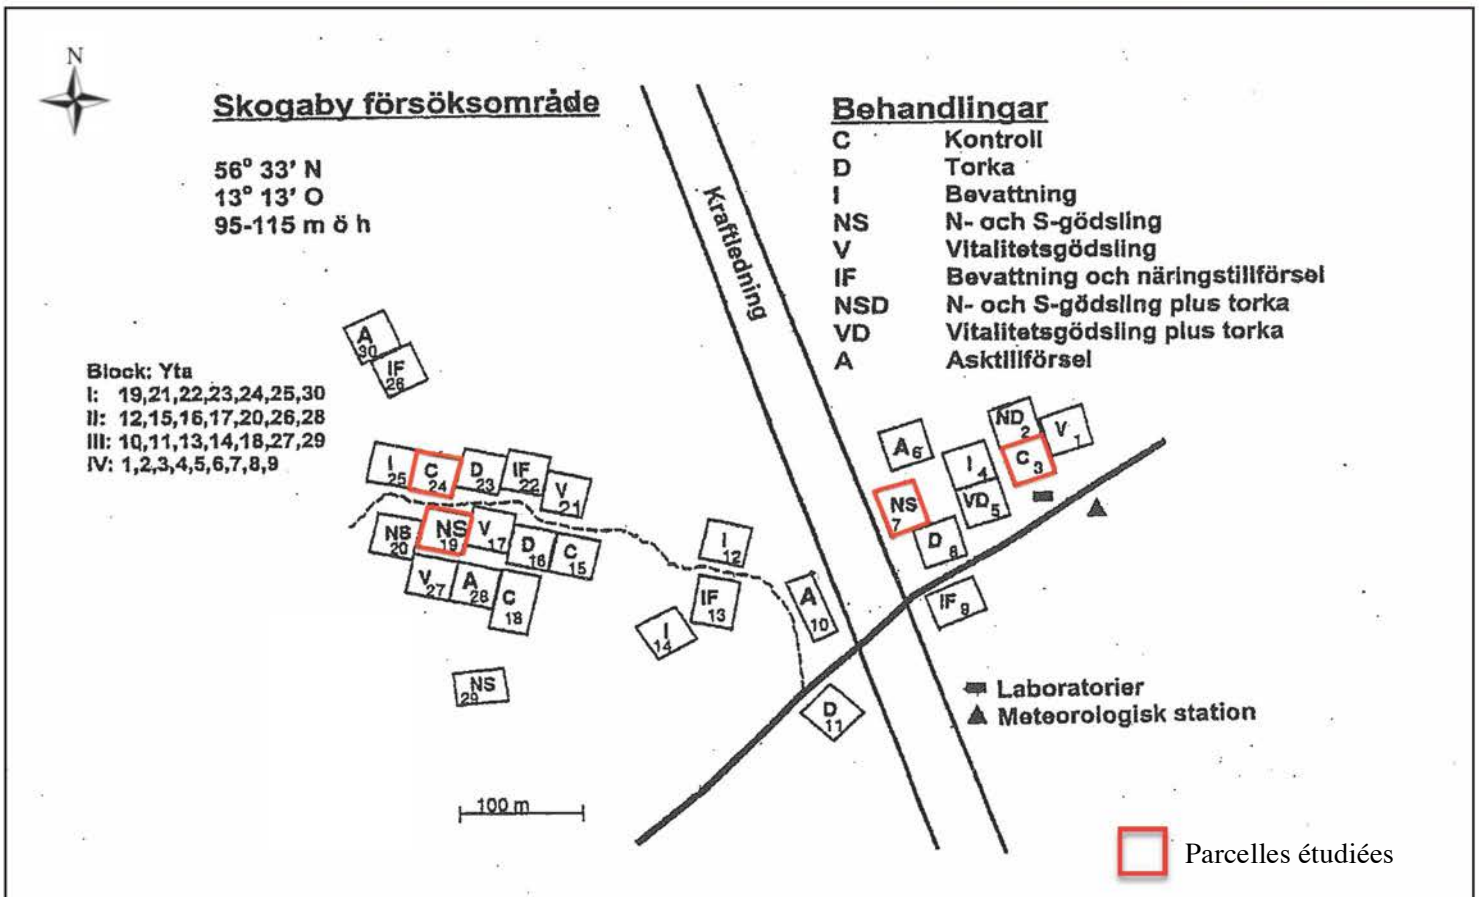 N
Skogaby försöksområde
56° 33' N
13° 13' O
95-115 m ö h
Behandlingar
C Kontroll
D Torka
I Bevattning
NS N- och S-gödsling
V Vitalitetsgödsling
IF Bevattning och näringstillförsel
NSD N- och S-gödsling plus torka
VD Vitalitetsgödsling plus torka
A Asktillförsel
Kraftledning
Block: Yta
I: 19,21,22,23,24,25,30
II: 12,15,16,17,20,26,28
III: 10,11,13,14,18,27,29
IV: 1,2,3,4,5,6,7,8,9
A 30
IF 26
I 25
C 24
D 23
IF 22
V 21
NS 20
NS 19
V 17
D 16
C 15
V 27
A 28
C 18
NS 29
I 12
IF 13
I 14
A 10
D 11
A 6
ND 2
V 1
C 3
I 4
VD 5
NS 7
D 8
IF 9
Laboratorier
Meteorologisk station
100 m
Parcelles étudiées